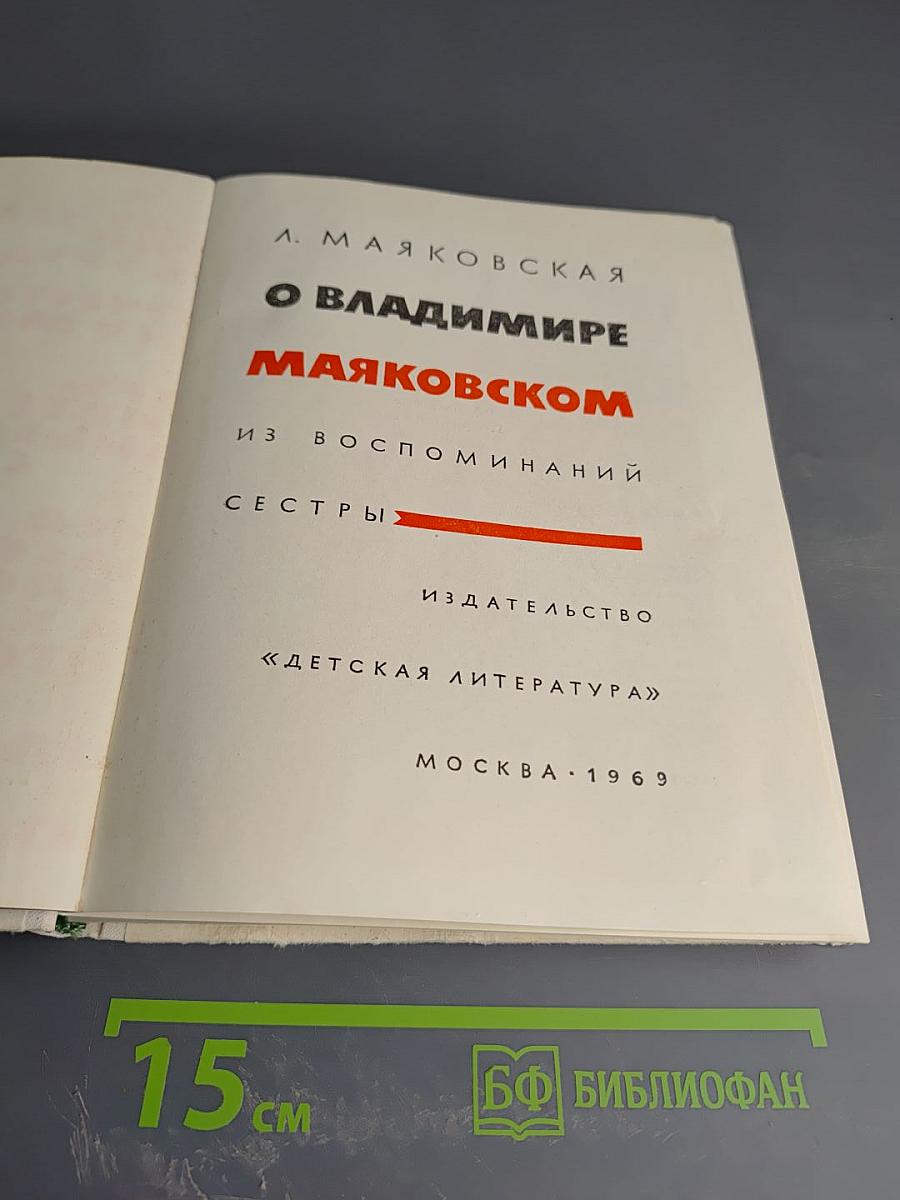 Л. МАЯКОВСКАЯ
О ВЛАДИМИРЕ
МАЯКОВСКОМ
ИЗ ВОСПОМИНАНИЙ
СЕСТРЫ
ИЗДАТЕЛЬСТВО
«ДЕТСКАЯ ЛИТЕРАТУРА»
МОСКВА · 1969
15 см
БФ БИБЛИОФАН